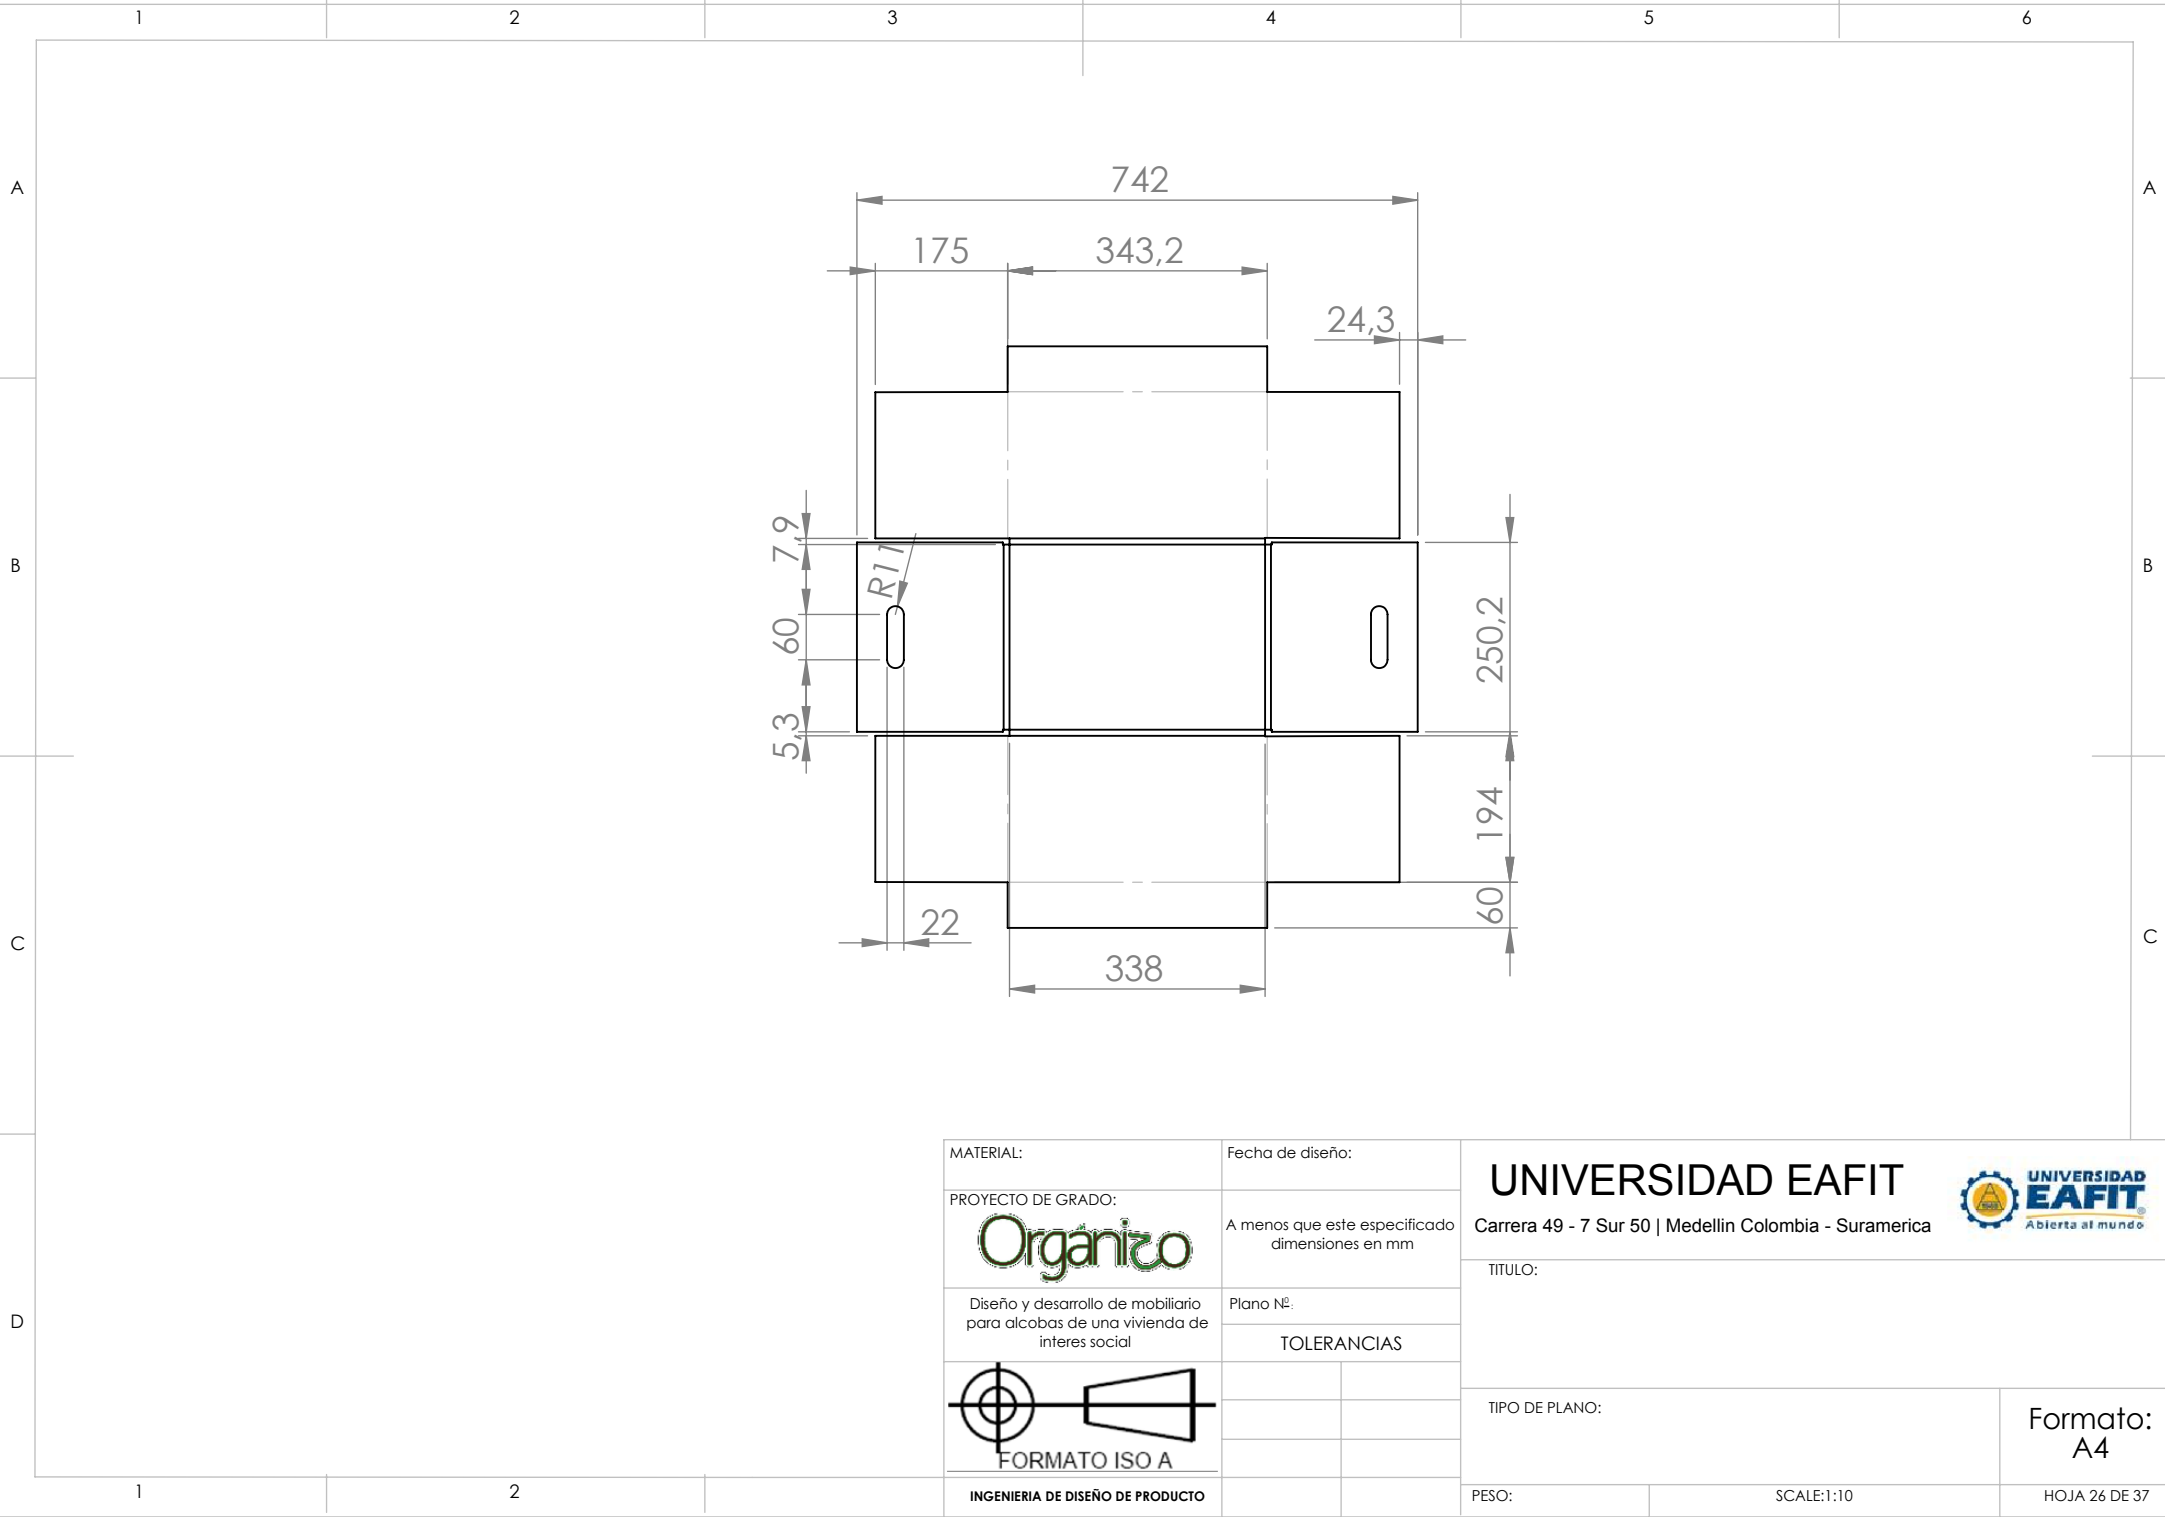 1 2 3 4 5 6
A A
742
175 343,2
24,3
7,9
R11
B B
60
250,2
5,3
194
60
22
C C
338
MATERIAL:
Fecha de diseño:
UNIVERSIDAD EAFIT
UNIVERSIDAD
EAFIT
Abierta al mundo
Carrera 49 - 7 Sur 50 | Medellin Colombia - Suramerica
PROYECTO DE GRADO:
Organizo
A menos que este especificado
dimensiones en mm
TITULO:
Diseño y desarrollo de mobiliario
para alcobas de una vivienda de
interes social
Plano Nº:
TOLERANCIAS
D
TIPO DE PLANO:
Formato:
A4
FORMATO ISO A
1 2
INGENIERIA DE DISEÑO DE PRODUCTO
PESO:
SCALE:1:10
HOJA 26 DE 37